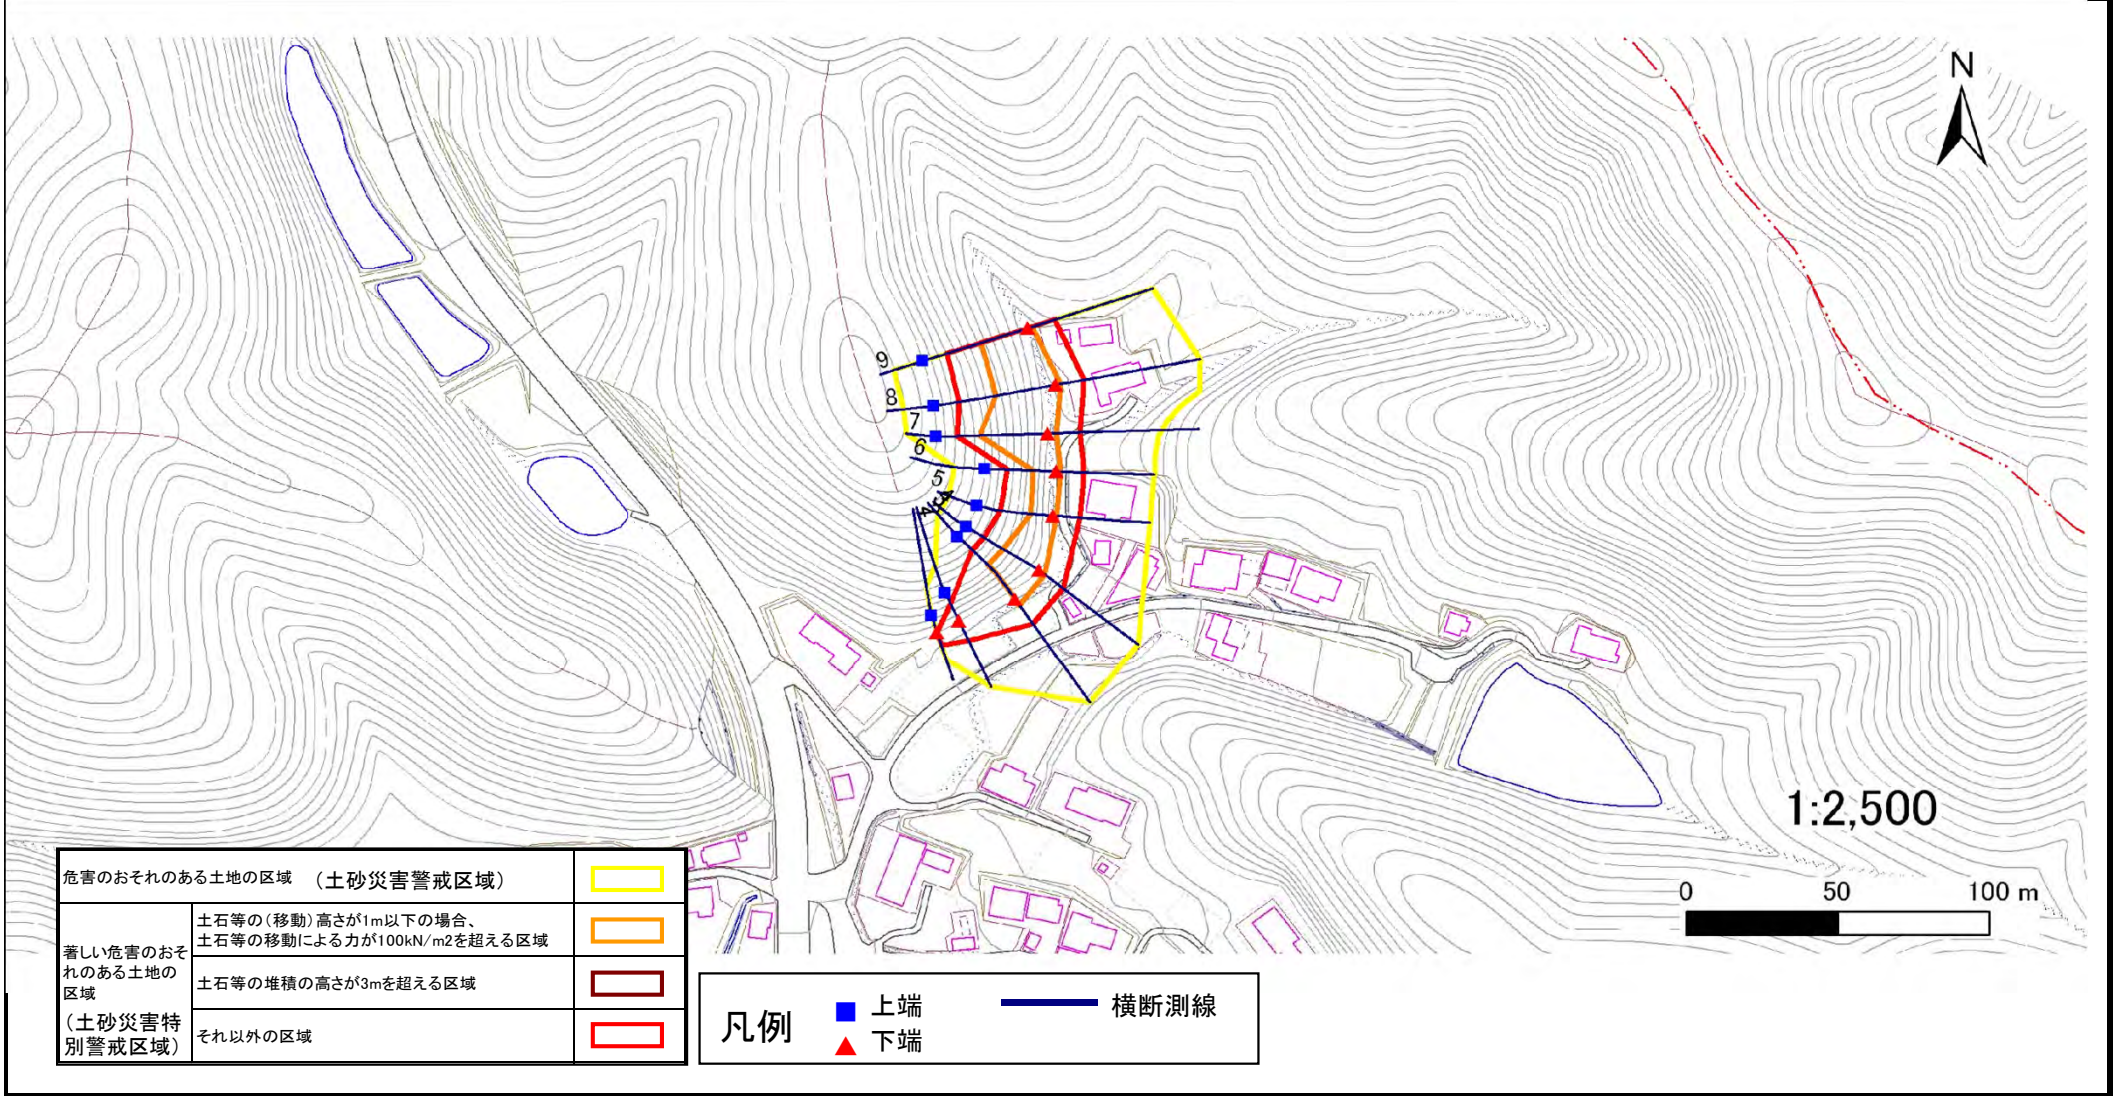 N
9
8
7
6
5
1:2,500
0 50 100 m
危害のおそれのある土地の区域 (土砂災害警戒区域)
著しい危害のおそ
れのある土地の
区域
(土砂災害特
別警戒区域)
土石等の(移動)高さが1m以下の場合、
土石等の移動による力が100kN/m2を超える区域
土石等の堆積の高さが3mを超える区域
それ以外の区域
凡例
上端
下端
横断測線